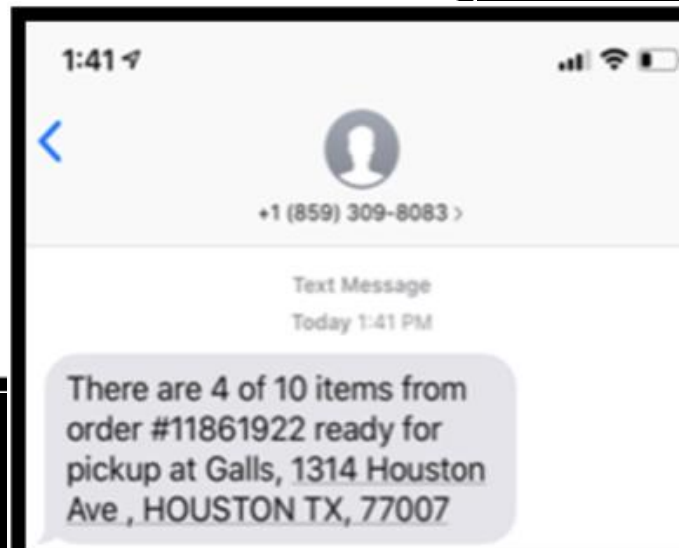 1:41
+1 (859) 309-8083 >
Text Message
Today 1:41 PM
There are 4 of 10 items from
order #11861922 ready for
pickup at Galls, 1314 Houston
Ave , HOUSTON TX, 77007